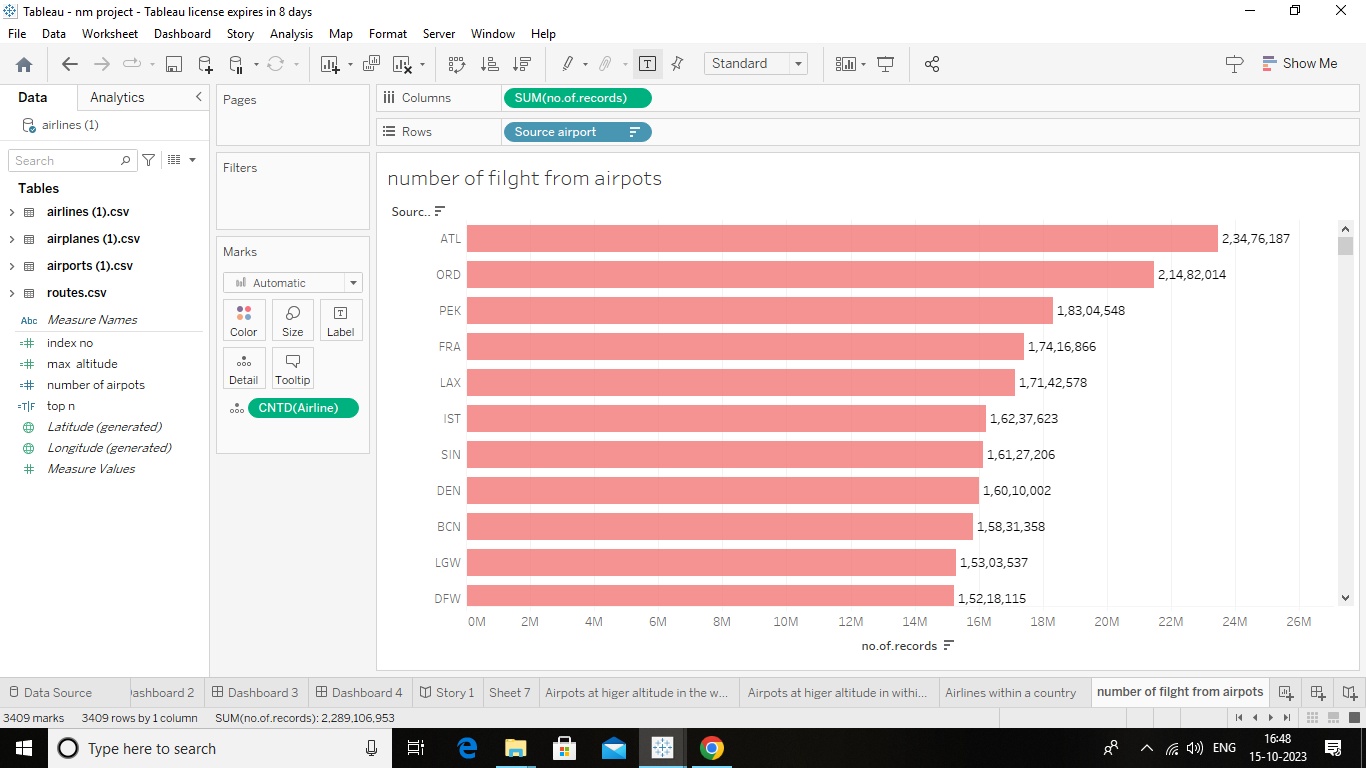 Tableau - nm project - Tableau license expires in 8 days
File Data Worksheet Dashboard Story Analysis Map Format Server Window Help
Standard
Show Me
Data Analytics
airlines (1)
Search
Tables
airlines (1).csv
airplanes (1).csv
airports (1).csv
routes.csv
Abc Measure Names
index no
max altitude
number of airpots
T|F top n
Latitude (generated)
Longitude (generated)
Measure Values
Pages
Filters
Marks
Automatic
Color Size Label
Detail Tooltip
CNTD(Airline)
Columns SUM(no.of.records)
Rows Source airport
number of filght from airpots
Sourc..
ATL 2,34,76,187
ORD 2,14,82,014
PEK 1,83,04,548
FRA 1,74,16,866
LAX 1,71,42,578
IST 1,62,37,623
SIN 1,61,27,206
DEN 1,60,10,002
BCN 1,58,31,358
LGW 1,53,03,537
DFW 1,52,18,115
0M 2M 4M 6M 8M 10M 12M 14M 16M 18M 20M 22M 24M 26M
no.of.records
Data Source ashboard 2 Dashboard 3 Dashboard 4 Story 1 Sheet 7 Airpots at higer altitude in the w... Airpots at higer altitude in withi... Airlines within a country number of filght from airpots
3409 marks 3409 rows by 1 column SUM(no.of.records): 2,289,106,953
Type here to search
ENG
16:48
15-10-2023